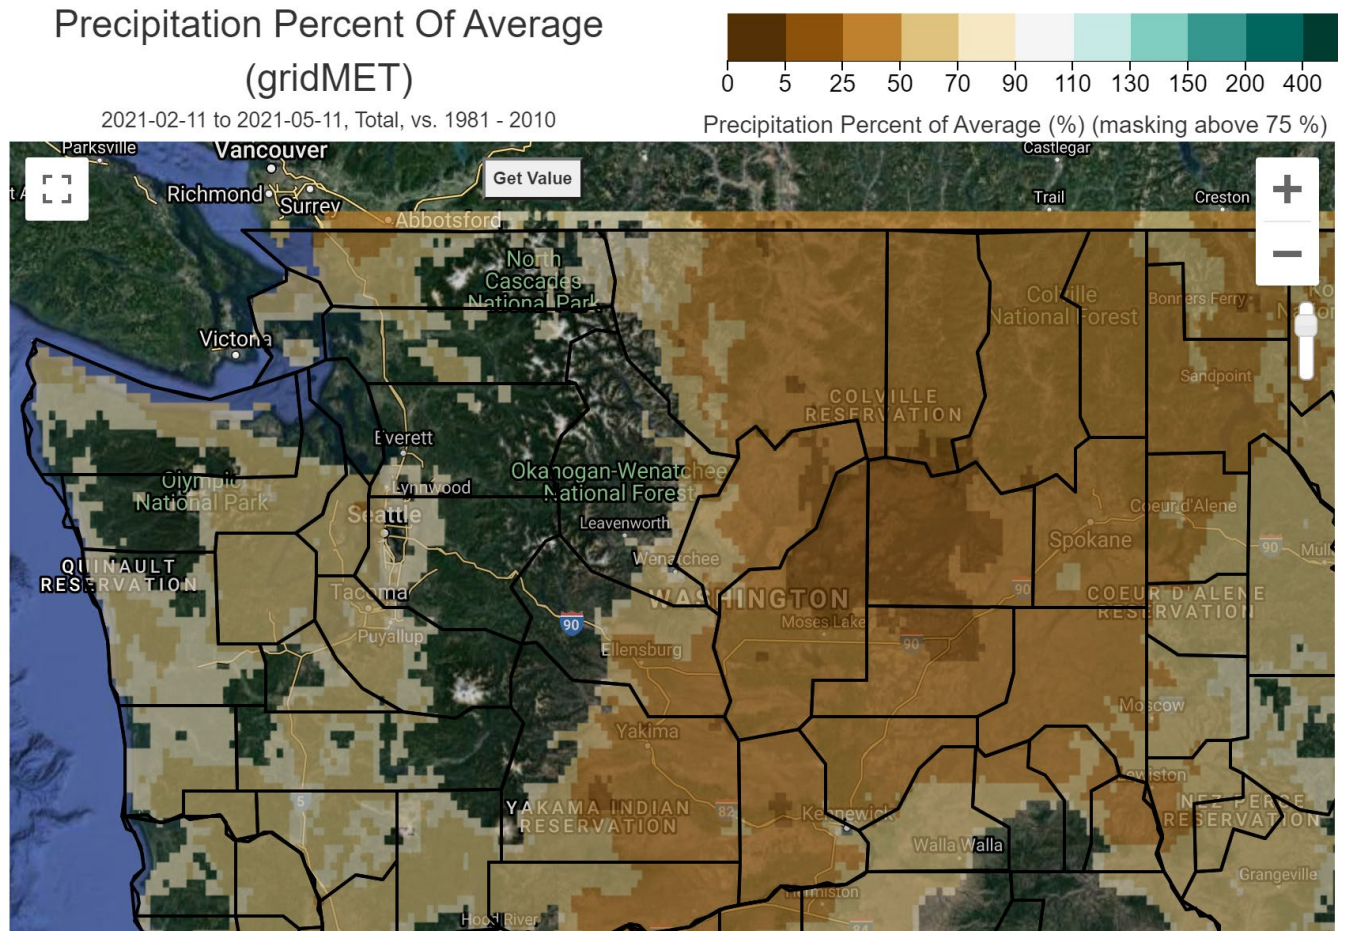 Precipitation Percent Of Average
(gridMET)
2021-02-11 to 2021-05-11, Total, vs. 1981 - 2010
0 5 25 50 70 90 110 130 150 200 400
Precipitation Percent of Average (%) (masking above 75 %)
Parksville
Vancouver
Castlegar
Get Value
Richmond
Surrey
Trail
Creston
Abbotsford
North
Cascades
National Park
Colville
National Forest
Bonners Ferry
Victoria
Sandpoint
COLVILLE
RESERVATION
Everett
Okanogan-Wenatchee
National Forest
Olympic
National Park
Lynnwood
Seattle
Leavenworth
Coeur d'Alene
Spokane
90
Wenatchee
QUINAULT
RESERVATION
Tacoma
WASHINGTON
90
COEUR D'ALENE
RESERVATION
Puyallup
90
Moses Lake
90
Ellensburg
Yakima
Moscow
Lewiston
5
YAKAMA INDIAN
RESERVATION
82
Kennewick
NEZ PERCE
RESERVATION
Walla Walla
Grangeville
Hermiston
Hood River
84